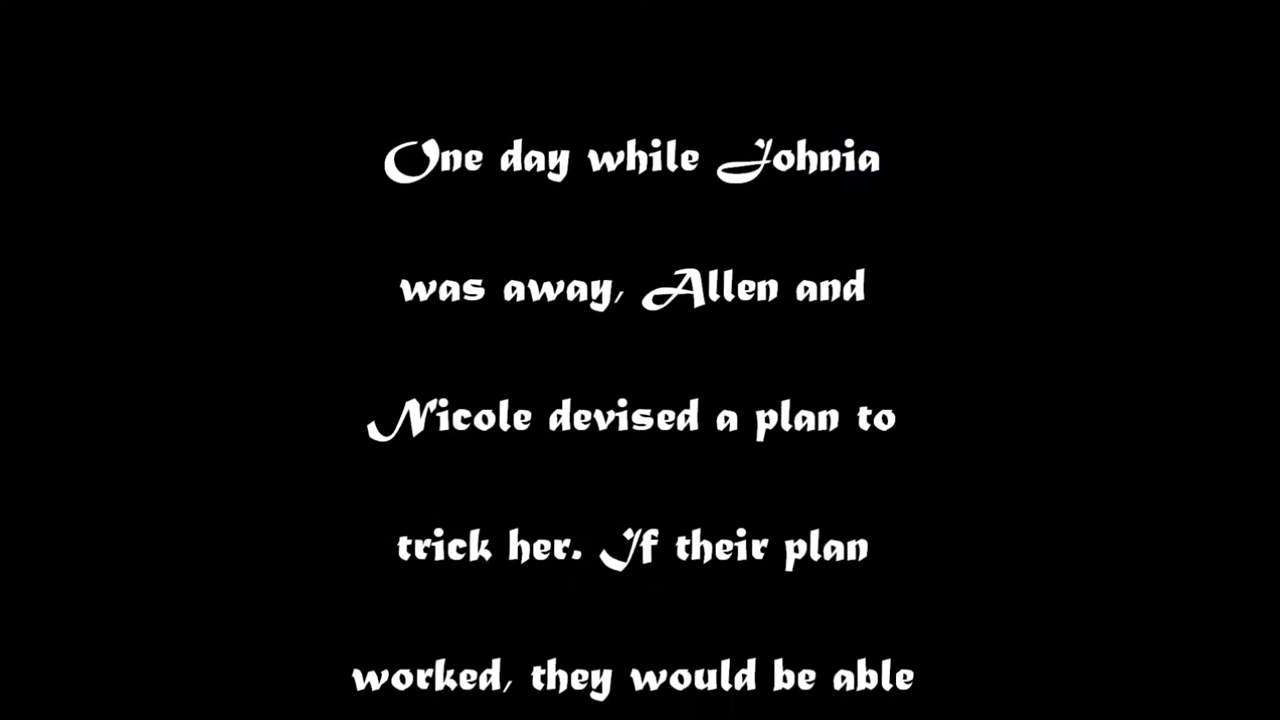 One day while Johnia
was away, Allen and
Nicole devised a plan to
trick her. If their plan
worked, they would be able